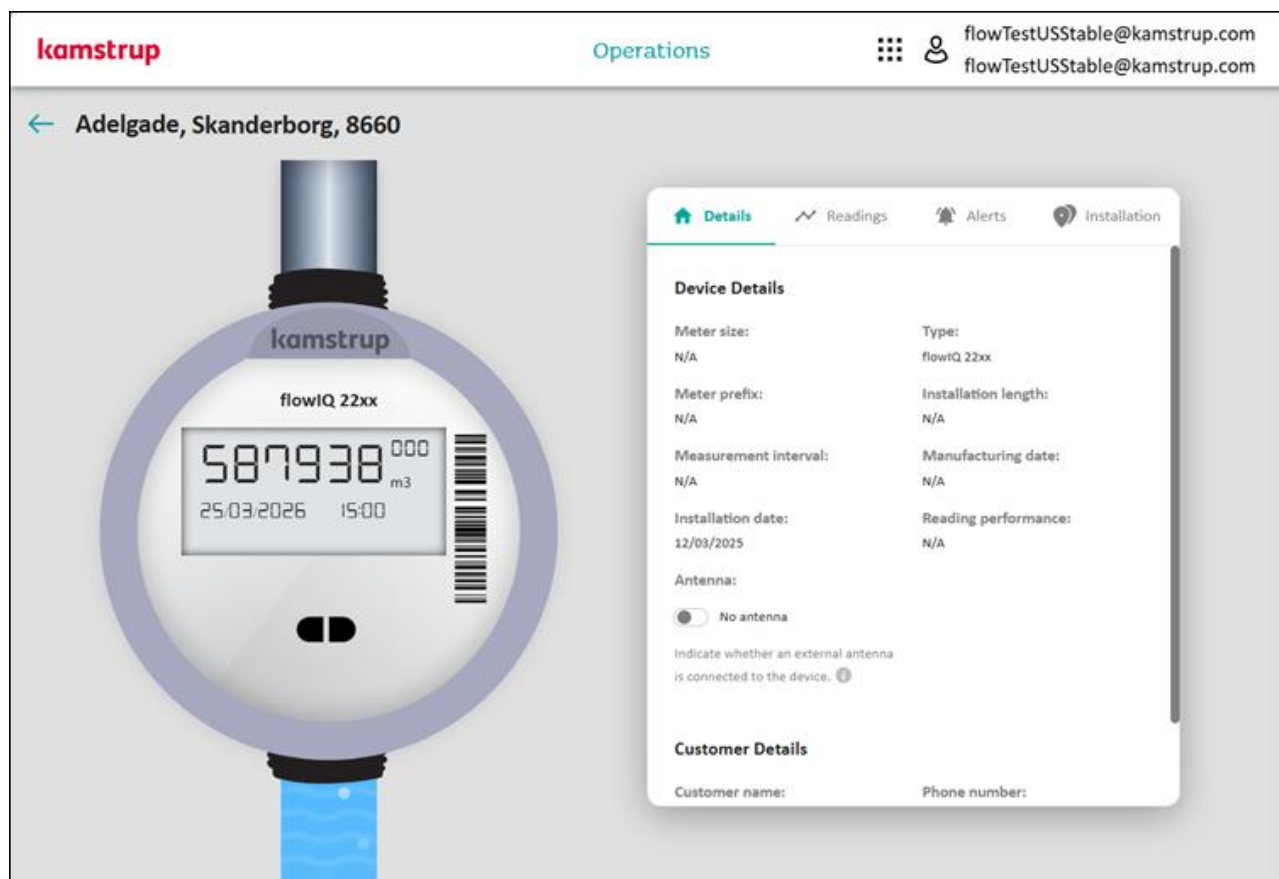 kamstrup
Operations
flowTestUSStable@kamstrup.com
flowTestUSStable@kamstrup.com
Adelgade, Skanderborg, 8660
kamstrup
flowIQ 22xx
587938 000
m3
25/03/2026 15:00
Details Readings Alerts Installation
Device Details
Meter size: Type:
N/A flowIQ 22xx
Meter prefix: Installation length:
N/A N/A
Measurement interval: Manufacturing date:
N/A N/A
Installation date: Reading performance:
12/03/2025 N/A
Antenna:
No antenna
Indicate whether an external antenna
is connected to the device.
Customer Details
Customer name: Phone number: